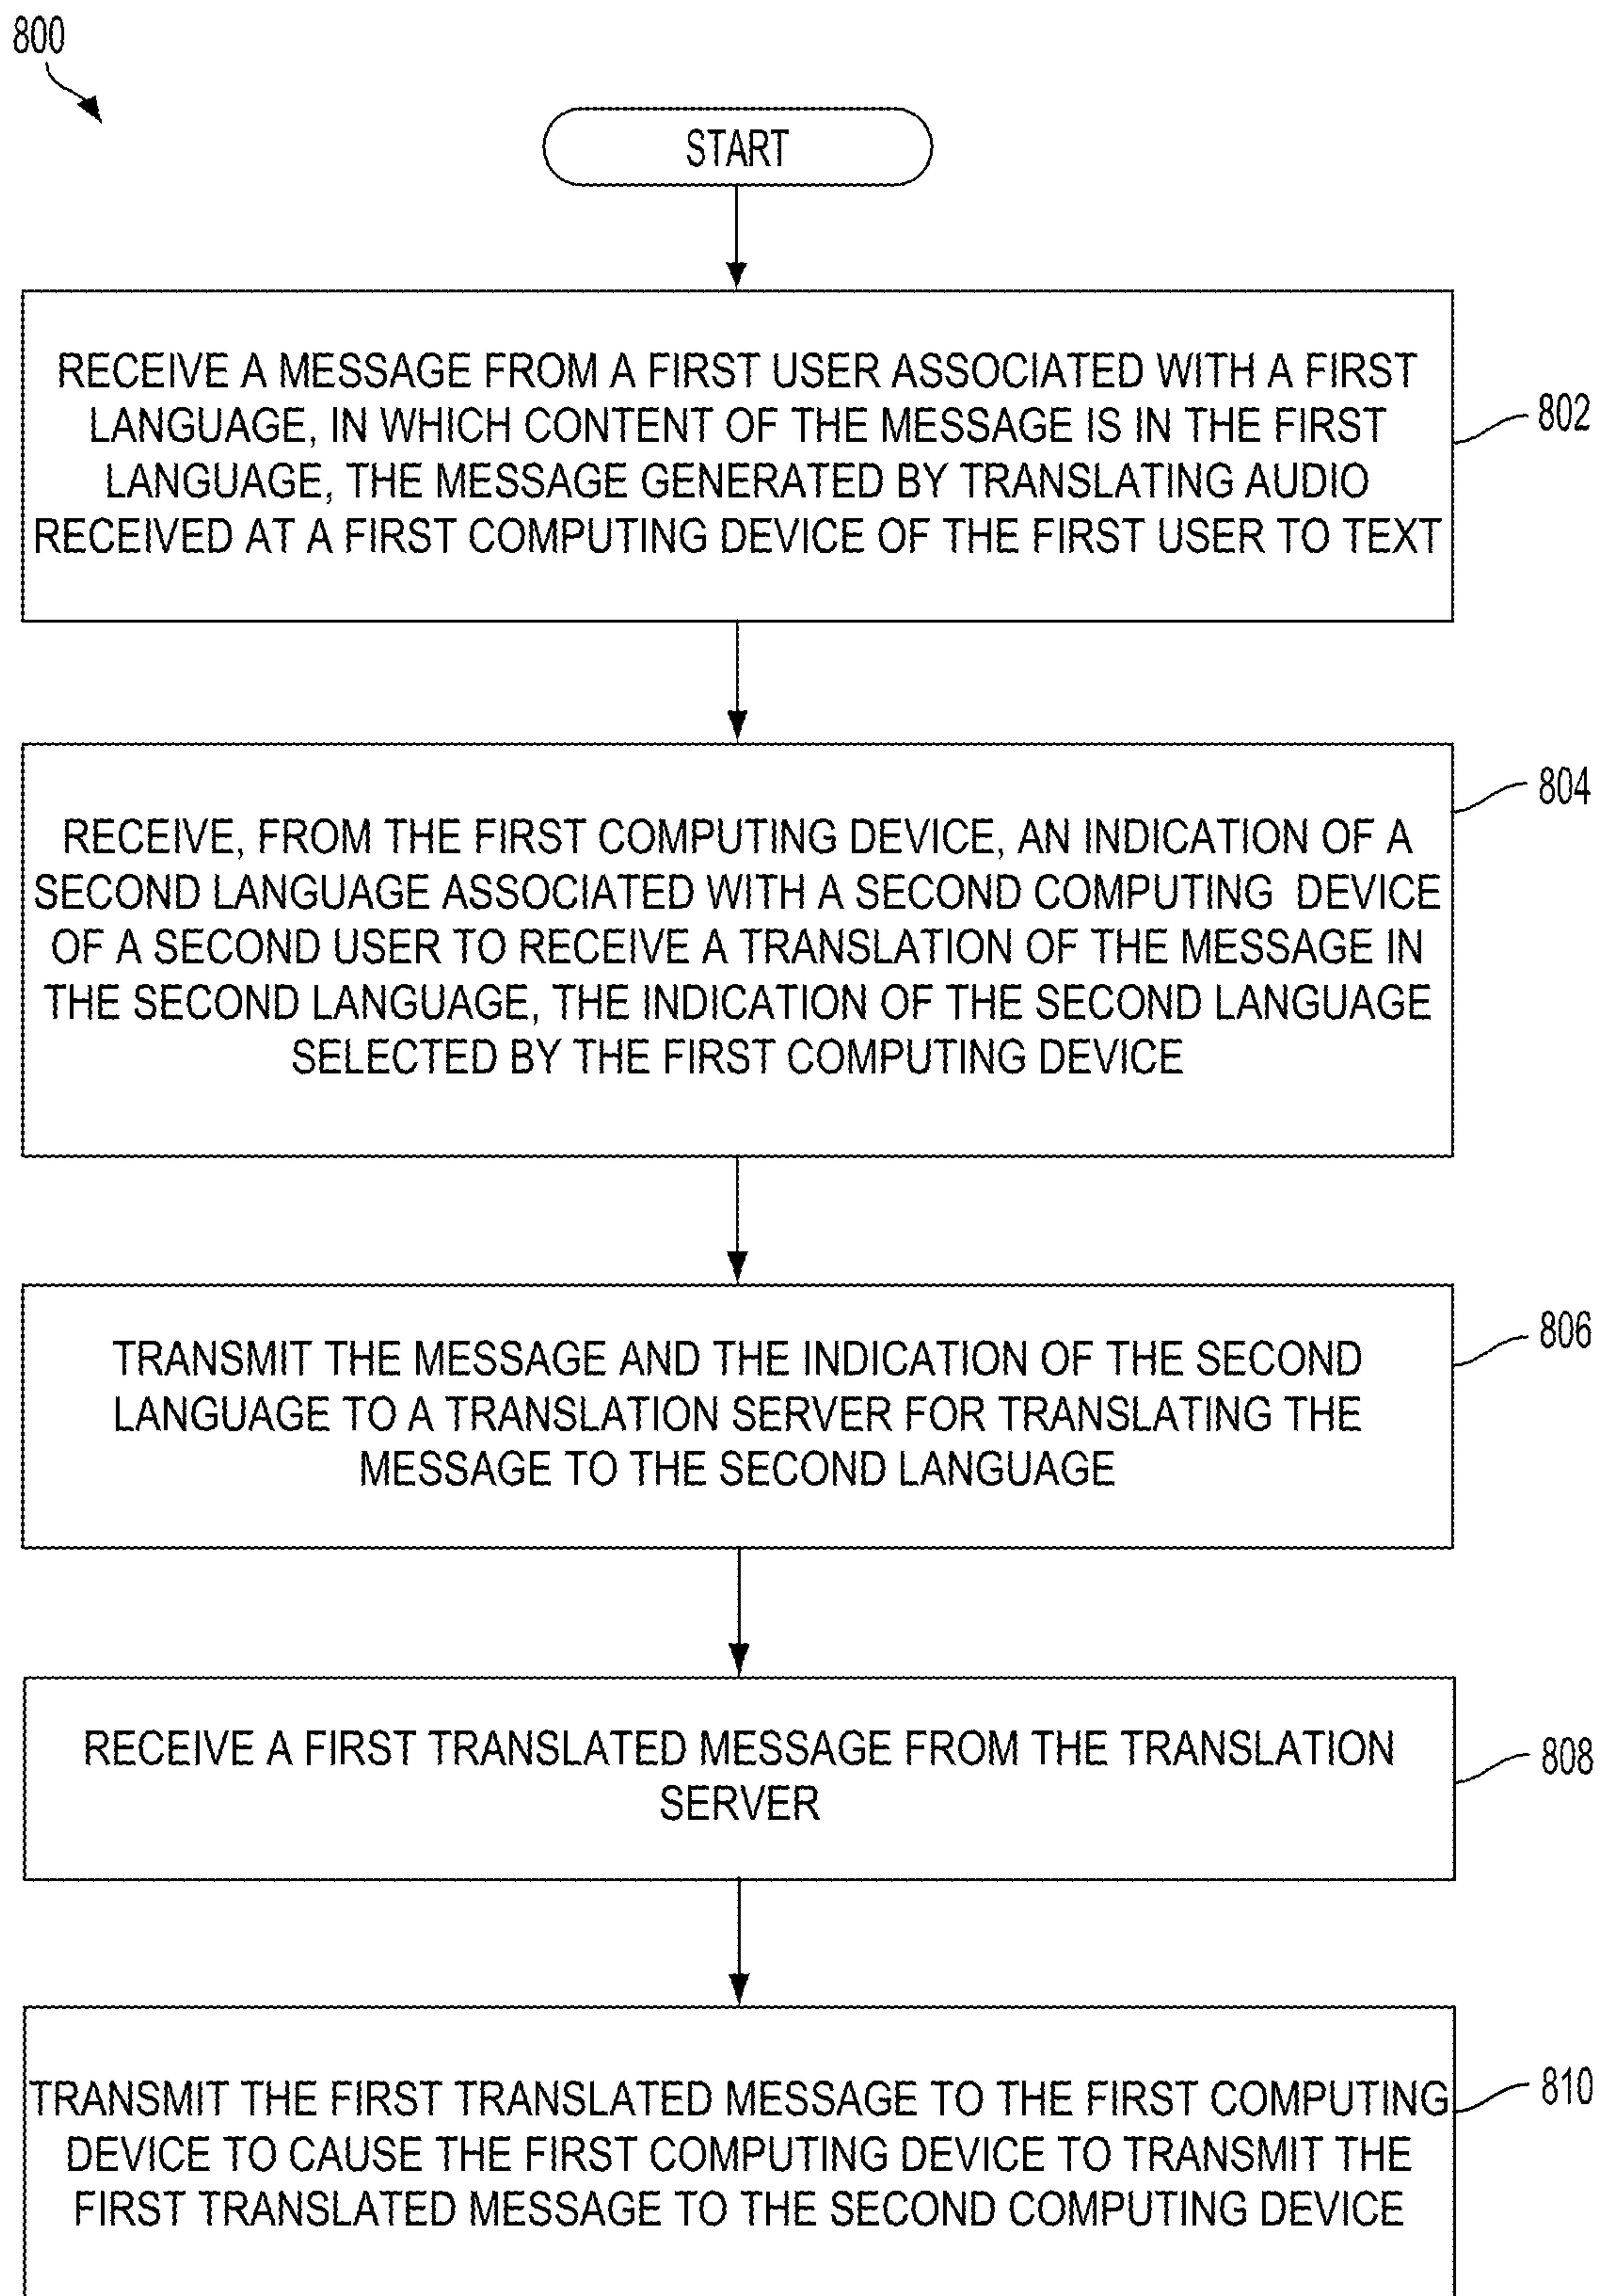 800
START
RECEIVE A MESSAGE FROM A FIRST USER ASSOCIATED WITH A FIRST
LANGUAGE, IN WHICH CONTENT OF THE MESSAGE IS IN THE FIRST
LANGUAGE, THE MESSAGE GENERATED BY TRANSLATING AUDIO
RECEIVED AT A FIRST COMPUTING DEVICE OF THE FIRST USER TO TEXT
802
RECEIVE, FROM THE FIRST COMPUTING DEVICE, AN INDICATION OF A
SECOND LANGUAGE ASSOCIATED WITH A SECOND COMPUTING DEVICE
OF A SECOND USER TO RECEIVE A TRANSLATION OF THE MESSAGE IN
THE SECOND LANGUAGE, THE INDICATION OF THE SECOND LANGUAGE
SELECTED BY THE FIRST COMPUTING DEVICE
804
TRANSMIT THE MESSAGE AND THE INDICATION OF THE SECOND
LANGUAGE TO A TRANSLATION SERVER FOR TRANSLATING THE
MESSAGE TO THE SECOND LANGUAGE
806
RECEIVE A FIRST TRANSLATED MESSAGE FROM THE TRANSLATION
SERVER
808
TRANSMIT THE FIRST TRANSLATED MESSAGE TO THE FIRST COMPUTING
DEVICE TO CAUSE THE FIRST COMPUTING DEVICE TO TRANSMIT THE
FIRST TRANSLATED MESSAGE TO THE SECOND COMPUTING DEVICE
810